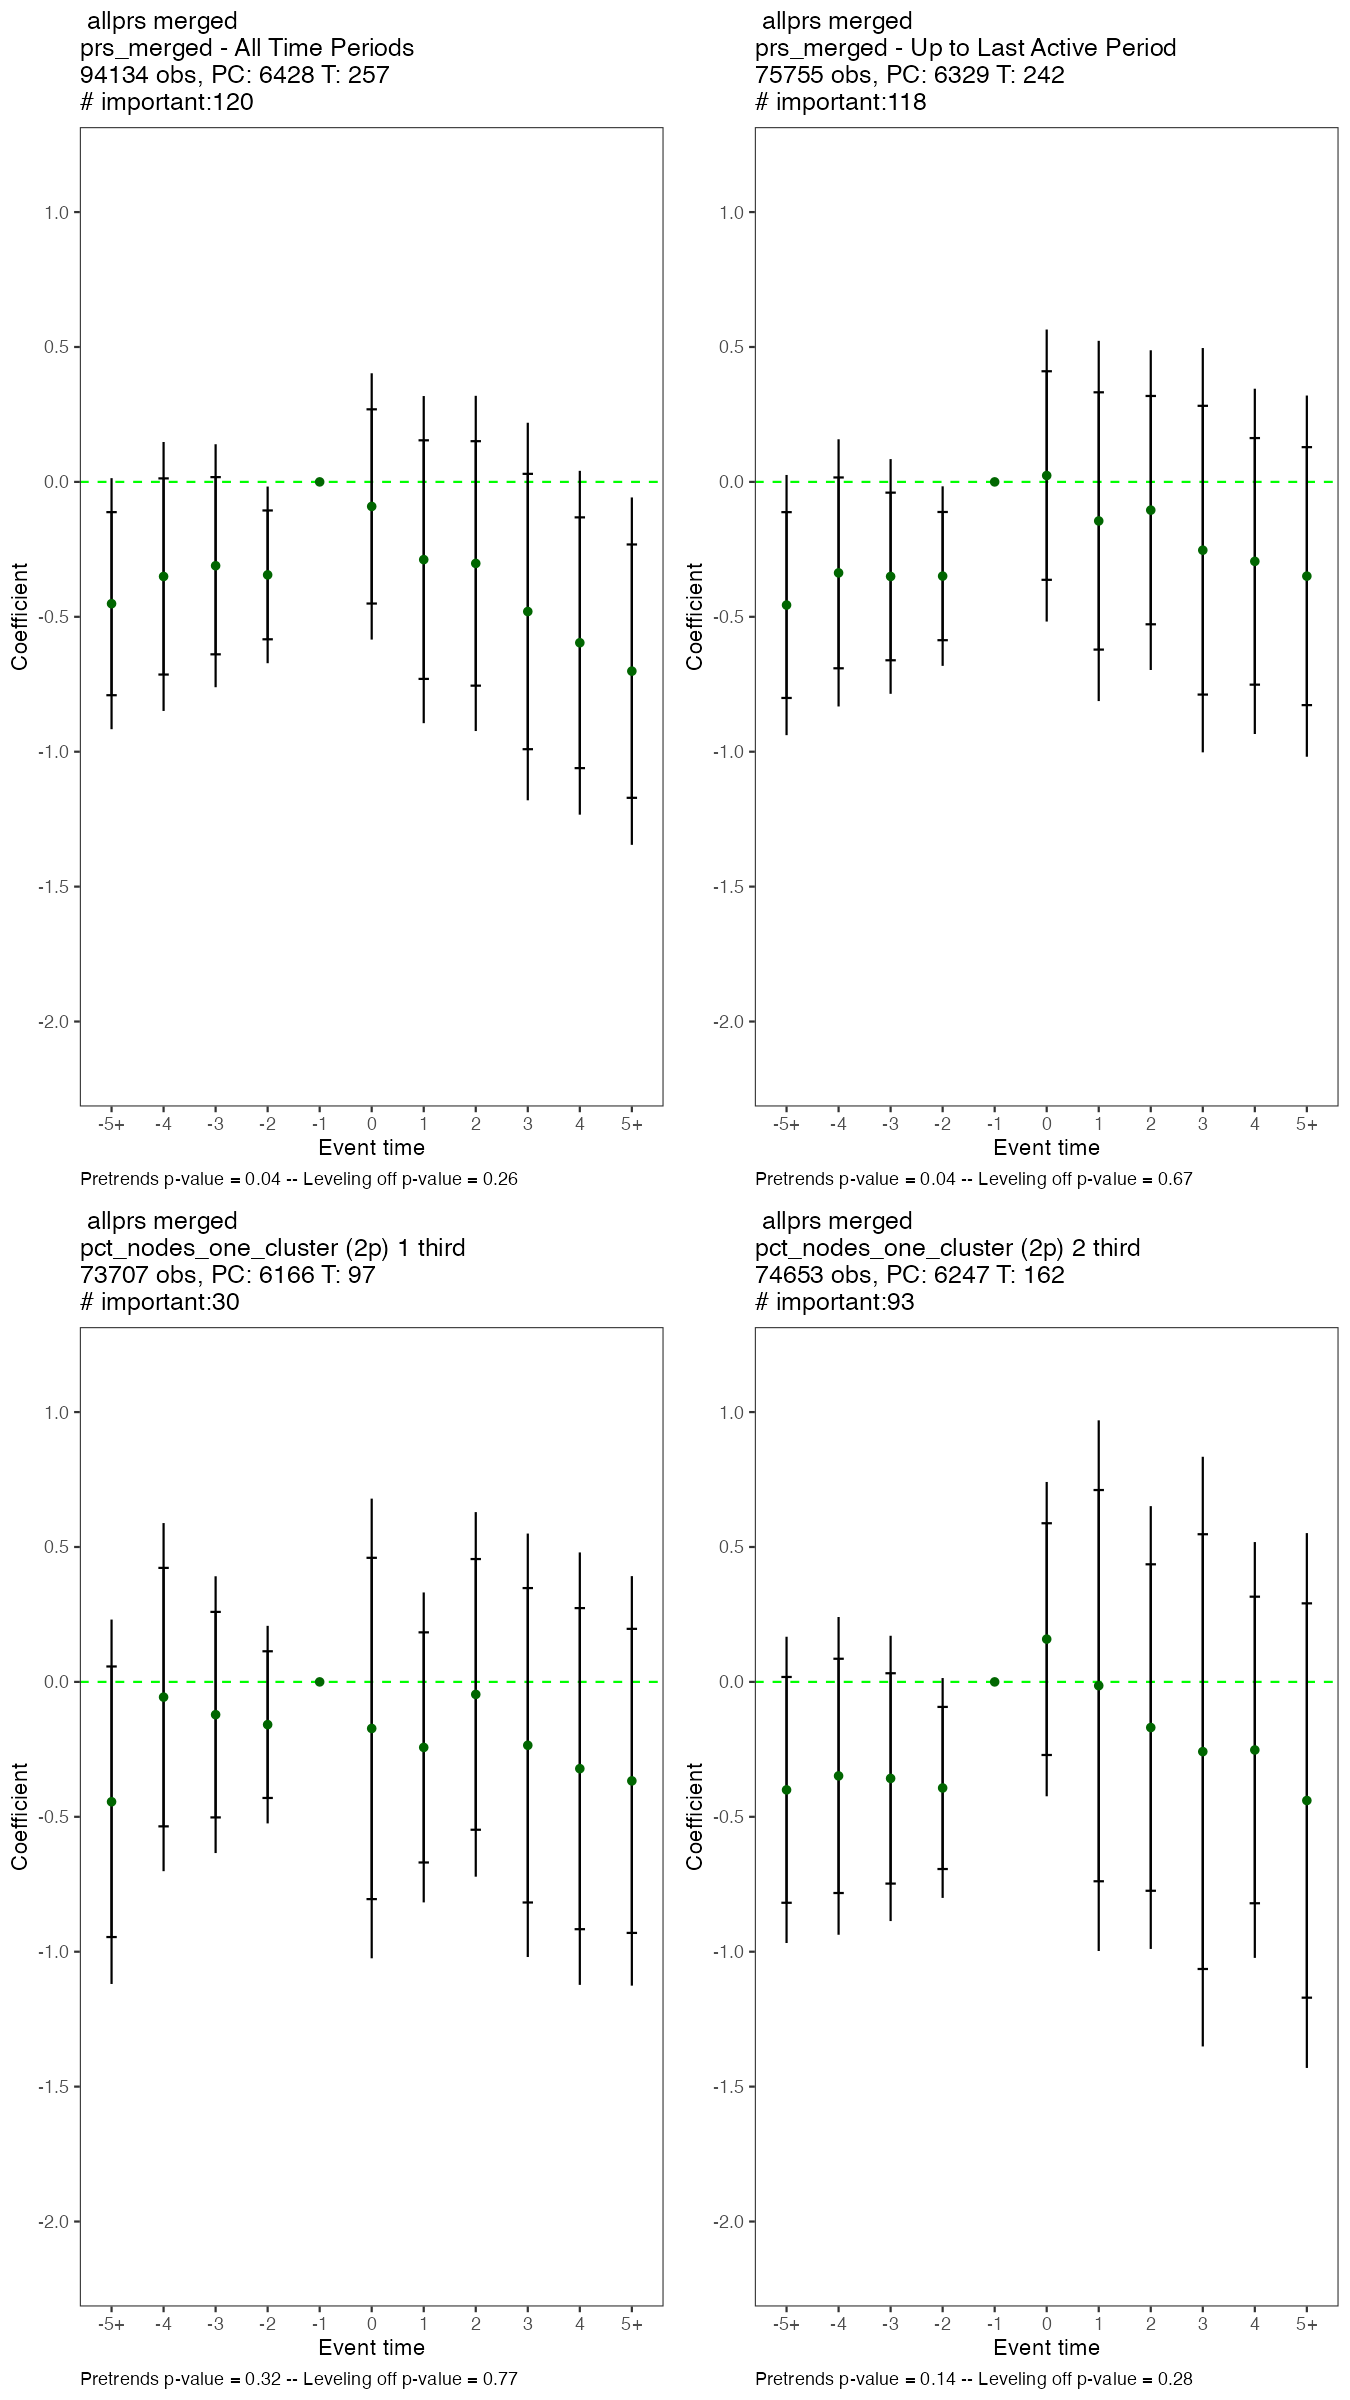 allprs merged
prs_merged - All Time Periods
94134 obs, PC: 6428 T: 257
# important:120
1.0
0.5
0.0
-0.5
-1.0
-1.5
-2.0
Coefficient
-5+ -4 -3 -2 -1 0 1 2 3 4 5+
Event time
Pretrends p-value = 0.04 -- Leveling off p-value = 0.26
allprs merged
prs_merged - Up to Last Active Period
75755 obs, PC: 6329 T: 242
# important:118
1.0
0.5
0.0
-0.5
-1.0
-1.5
-2.0
Coefficient
-5+ -4 -3 -2 -1 0 1 2 3 4 5+
Event time
Pretrends p-value = 0.04 -- Leveling off p-value = 0.67
allprs merged
pct_nodes_one_cluster (2p) 1 third
73707 obs, PC: 6166 T: 97
# important:30
1.0
0.5
0.0
-0.5
-1.0
-1.5
-2.0
Coefficient
-5+ -4 -3 -2 -1 0 1 2 3 4 5+
Event time
Pretrends p-value = 0.32 -- Leveling off p-value = 0.77
allprs merged
pct_nodes_one_cluster (2p) 2 third
74653 obs, PC: 6247 T: 162
# important:93
1.0
0.5
0.0
-0.5
-1.0
-1.5
-2.0
Coefficient
-5+ -4 -3 -2 -1 0 1 2 3 4 5+
Event time
Pretrends p-value = 0.14 -- Leveling off p-value = 0.28